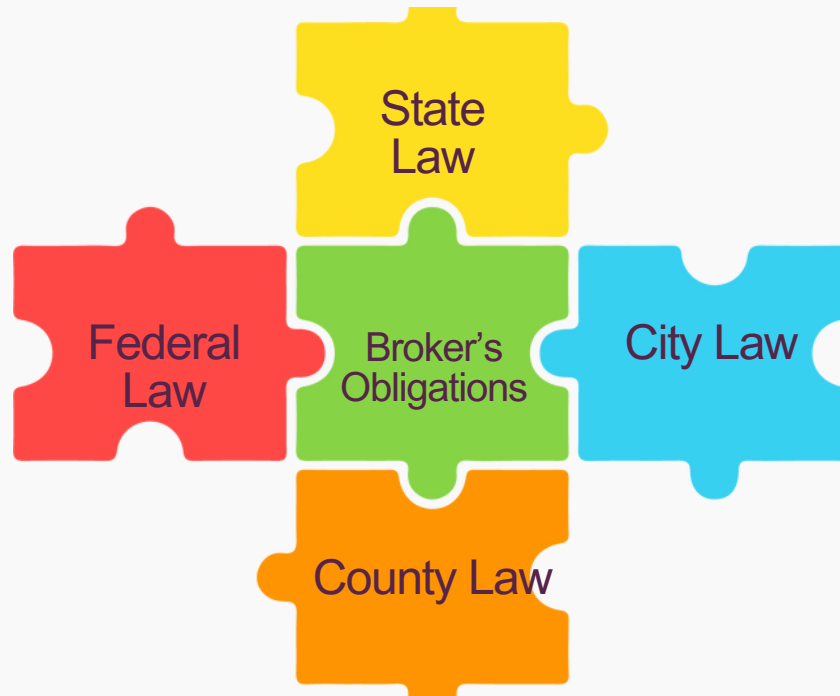 State
Law
Federal
Law
Broker’s
Obligations
City Law
County Law